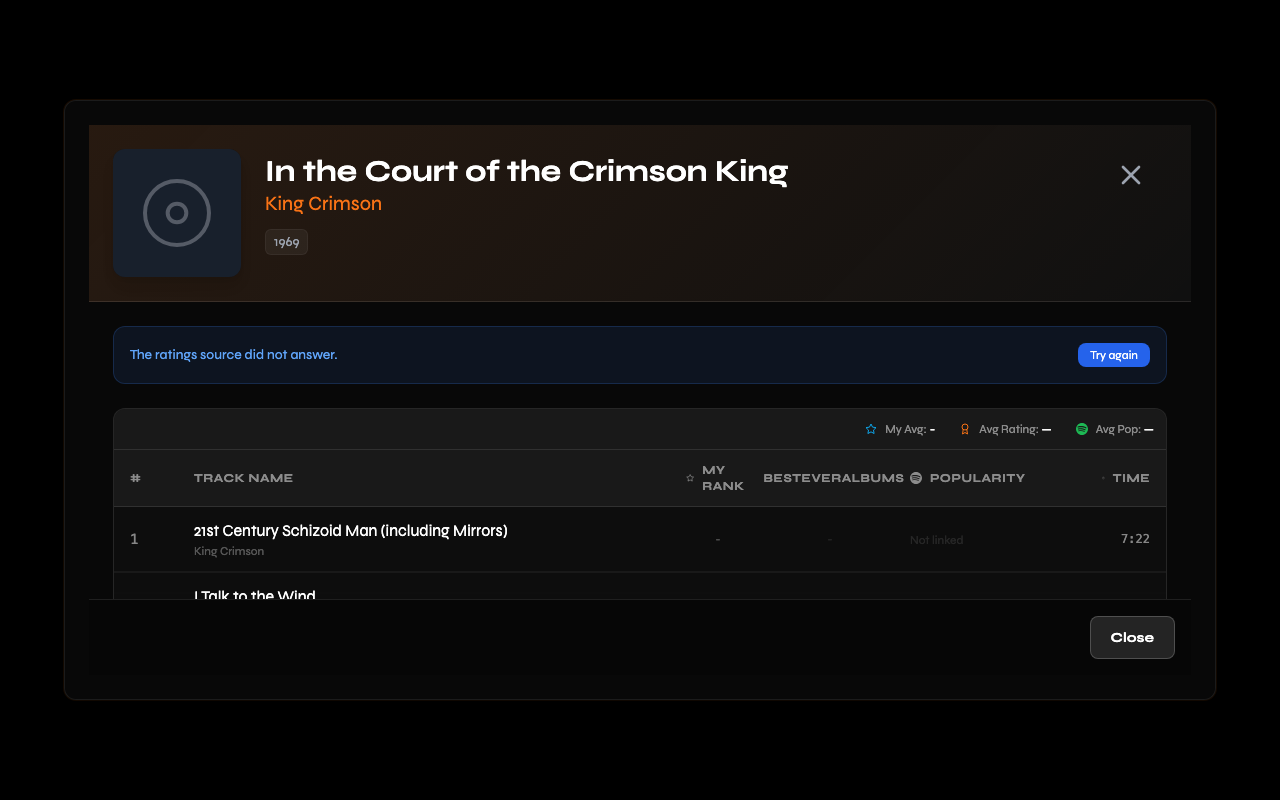 In the Court of the Crimson King
King Crimson
1969
The ratings source did not answer.
Try again
My Avg: -
Avg Rating: —
Avg Pop: —
# TRACK NAME MY RANK BESTEVERALBUMS POPULARITY TIME
1 21st Century Schizoid Man (including Mirrors) - - Not linked 7:22
King Crimson
I Talk to the Wind
Close